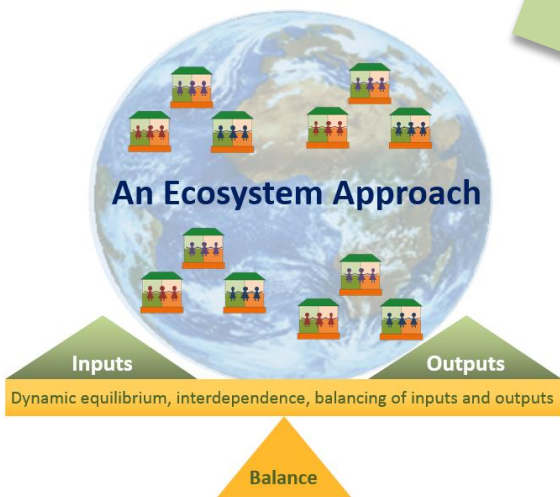 An Ecosystem Approach
Inputs
Outputs
Dynamic equilibrium, interdependence, balancing of inputs and outputs
Balance